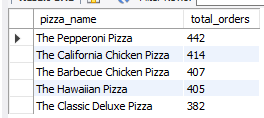 pizza_name total_orders
The Pepperoni Pizza 442
The California Chicken Pizza 414
The Barbecue Chicken Pizza 407
The Hawaiian Pizza 405
The Classic Deluxe Pizza 382